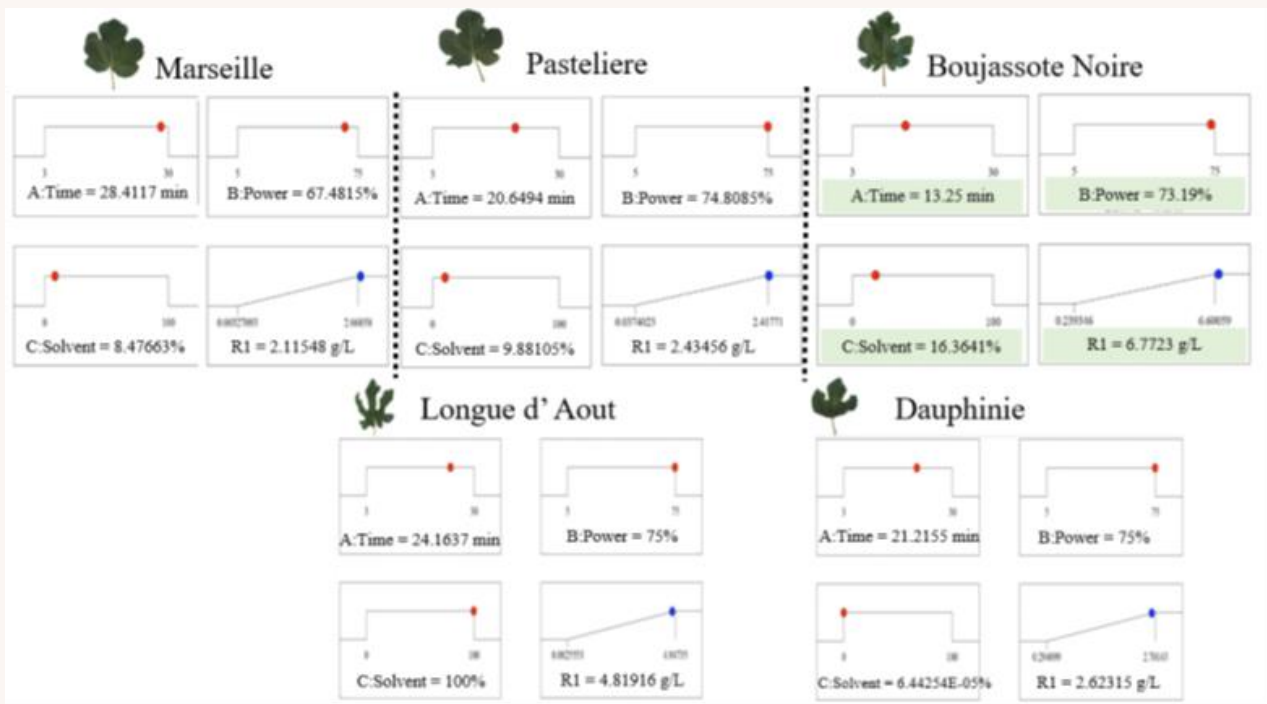 Marseille
3
30
A:Time = 28.4117 min
5
75
B:Power = 67.4815%
0
100
C:Solvent = 8.47663%
R1 = 2.11548 g/L
Pasteliere
3
30
A:Time = 20.6494 min
5
75
B:Power = 74.8085%
0
100
C:Solvent = 9.88105%
2.41771
R1 = 2.43456 g/L
Boujassote Noire
3
30
A:Time = 13.25 min
5
75
B:Power = 73.19%
0
100
C:Solvent = 16.3641%
6.60059
R1 = 6.7723 g/L
Longue d' Aout
3
30
A:Time = 24.1637 min
5
75
B:Power = 75%
0
100
C:Solvent = 100%
R1 = 4.81916 g/L
Dauphinie
3
30
A:Time = 21.2155 min
5
75
B:Power = 75%
0
100
C:Solvent = 6.44254E-05%
R1 = 2.62315 g/L